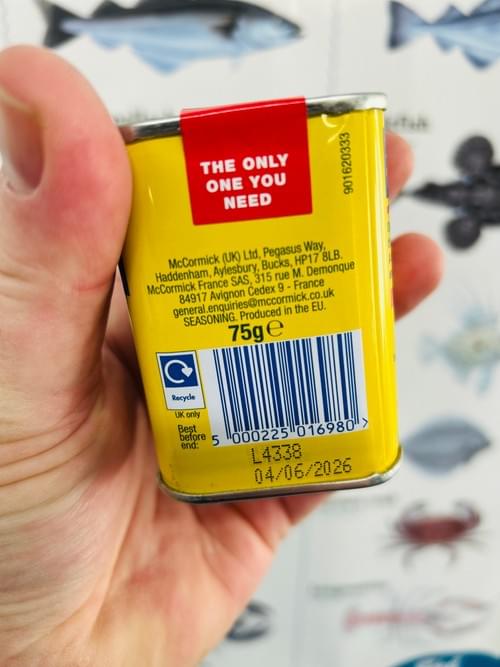 THE ONLY
ONE YOU
NEED
901620333
McCormick (UK) Ltd, Pegasus Way,
Haddenham, Aylesbury, Bucks, HP17 8LB.
McCormick France SAS, 315 rue M. Demonque
84917 Avignon Cedex 9 - France
general.enquiries@mccormick.co.uk
SEASONING. Produced in the EU.
75g℮
Recycle
UK only
Best
before
end:
5 000225 016980 >
L4338
04/06/2026